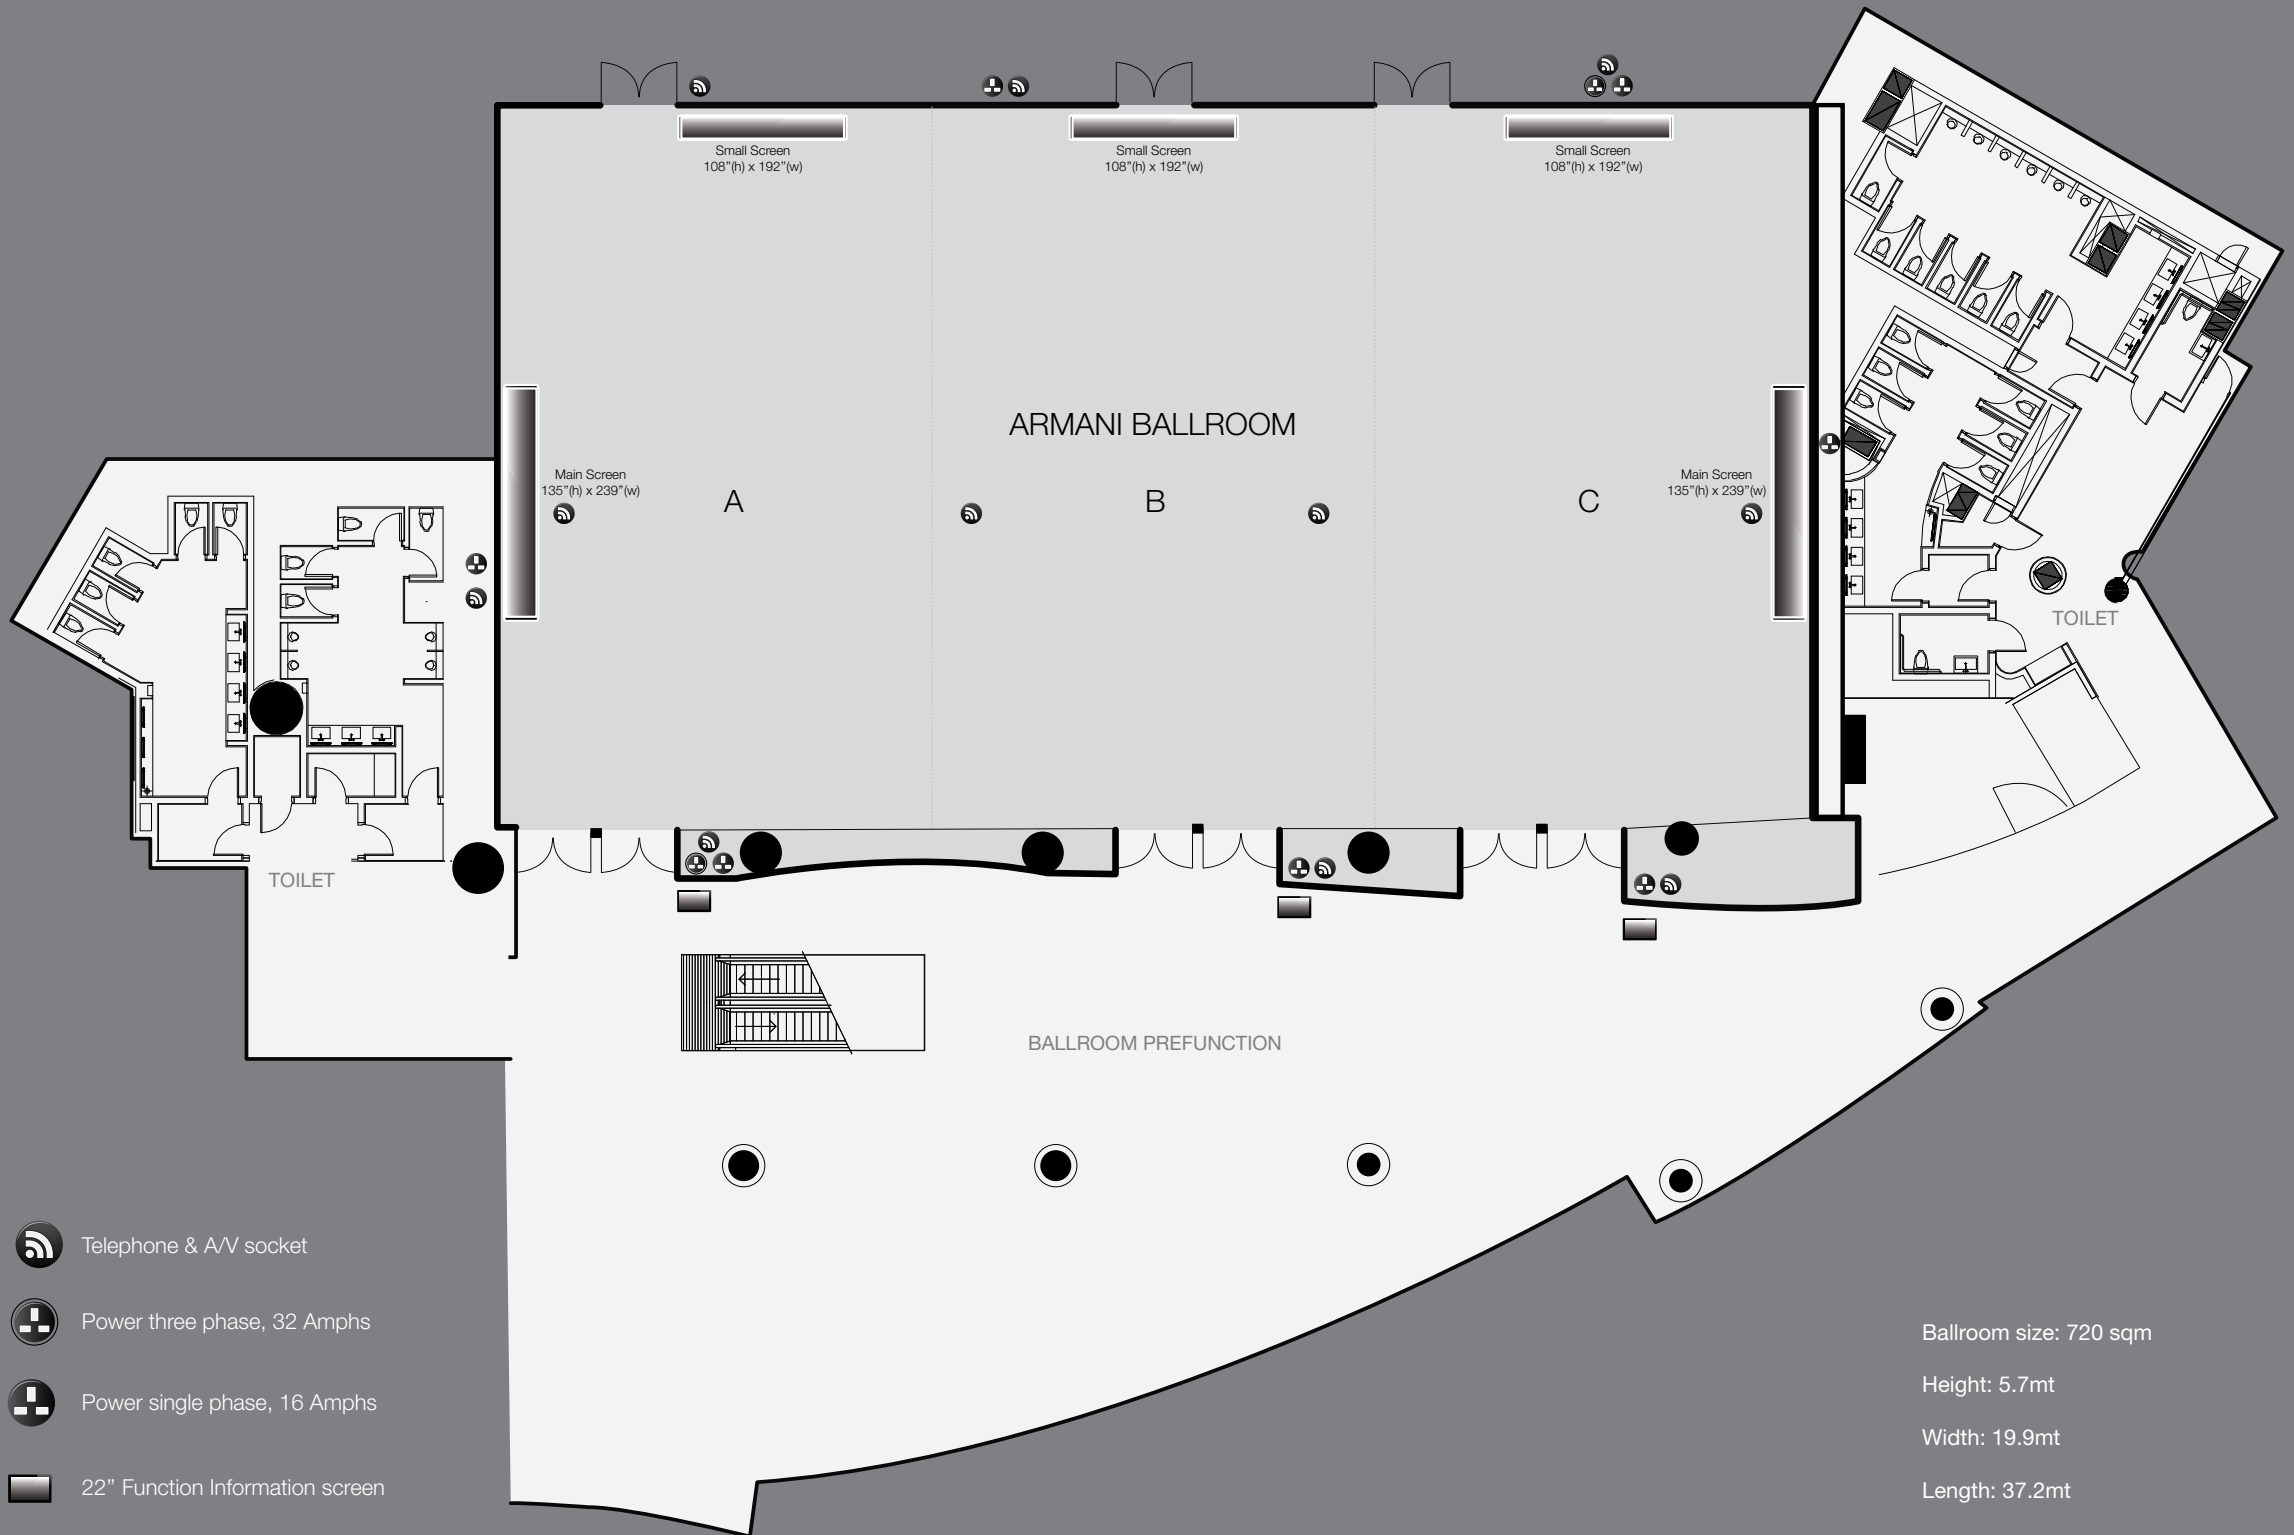 Small Screen
108”(h) x 192”(w)
Small Screen
108”(h) x 192”(w)
Small Screen
108”(h) x 192”(w)
ARMANI BALLROOM
Main Screen
135”(h) x 239”(w)
A
B
C
Main Screen
135”(h) x 239”(w)
TOILET
TOILET
BALLROOM PREFUNCTION
Telephone & A/V socket
Power three phase, 32 Amphs
Power single phase, 16 Amphs
22” Function Information screen
Ballroom size: 720 sqm
Height: 5.7mt
Width: 19.9mt
Length: 37.2mt